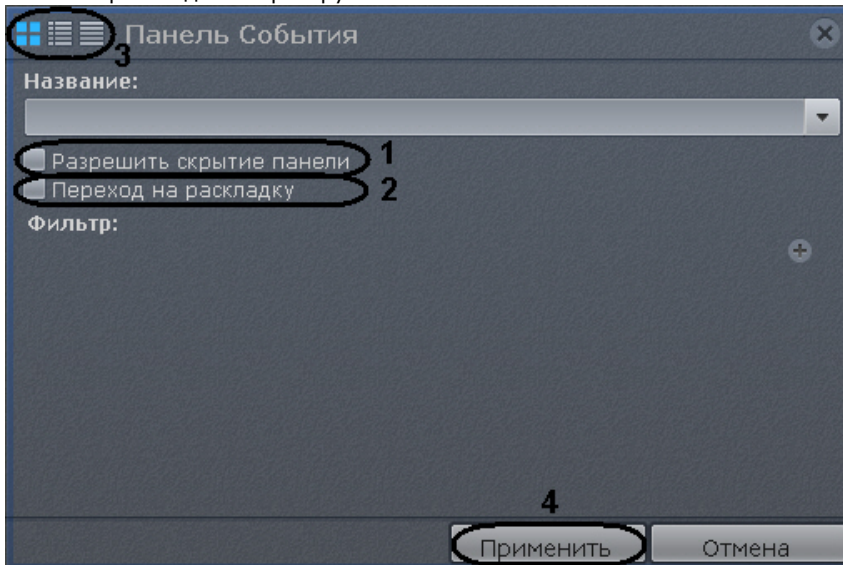 Панель События
3
Название:
Разрешить скрытие панели 1
Переход на раскладку 2
Фильтр:
4
Применить Отмена